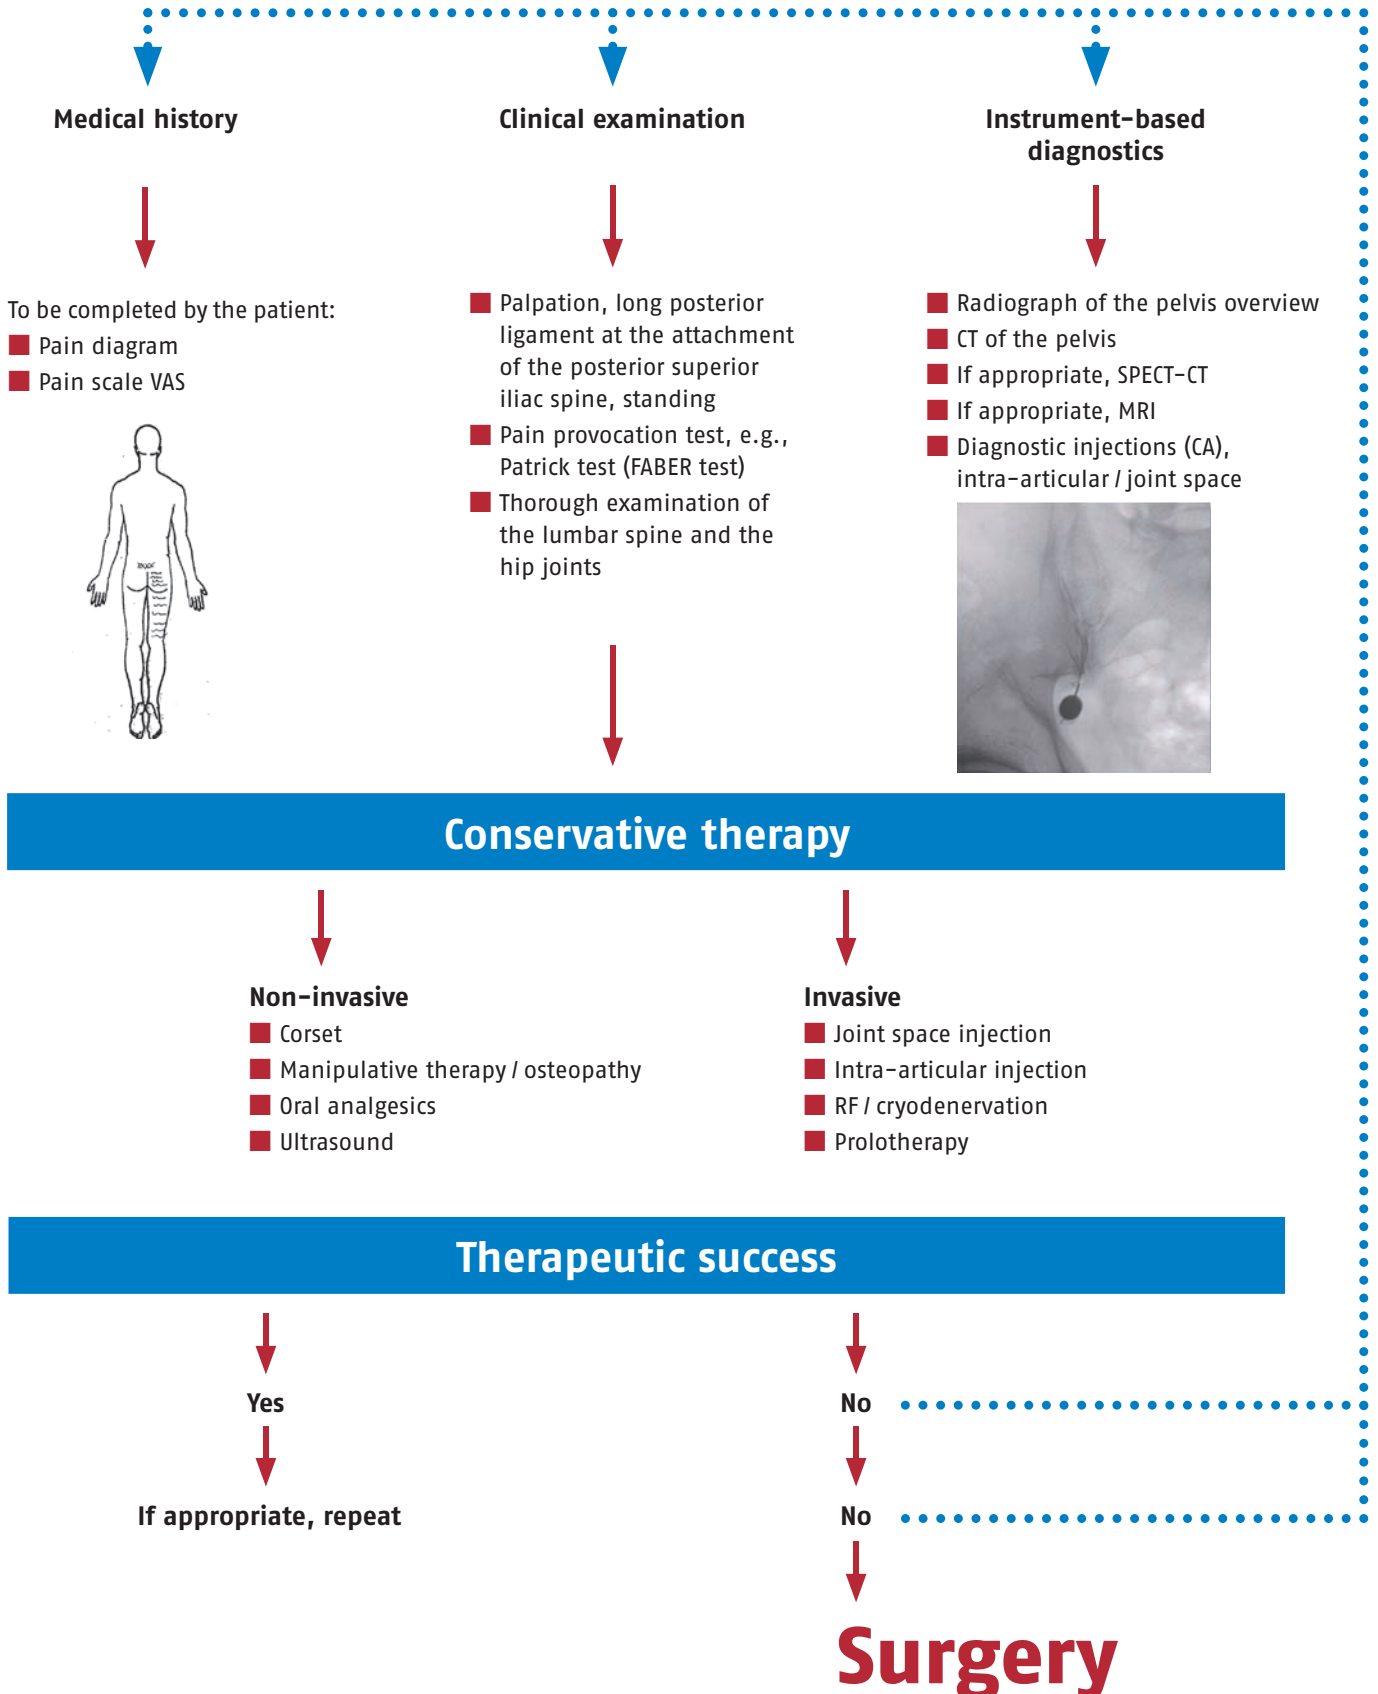 Medical history
To be completed by the patient:
Pain diagram
Pain scale VAS
Clinical examination
Palpation, long posterior
ligament at the attachment
of the posterior superior
iliac spine, standing
Pain provocation test, e.g.,
Patrick test (FABER test)
Thorough examination of
the lumbar spine and the
hip joints
Instrument-based
diagnostics
Radiograph of the pelvis overview
CT of the pelvis
If appropriate, SPECT-CT
If appropriate, MRI
Diagnostic injections (CA),
intra-articular / joint space
Conservative therapy
Non-invasive
Corset
Manipulative therapy / osteopathy
Oral analgesics
Ultrasound
Invasive
Joint space injection
Intra-articular injection
RF / cryodenervation
Prolotherapy
Therapeutic success
Yes
If appropriate, repeat
No
No
Surgery